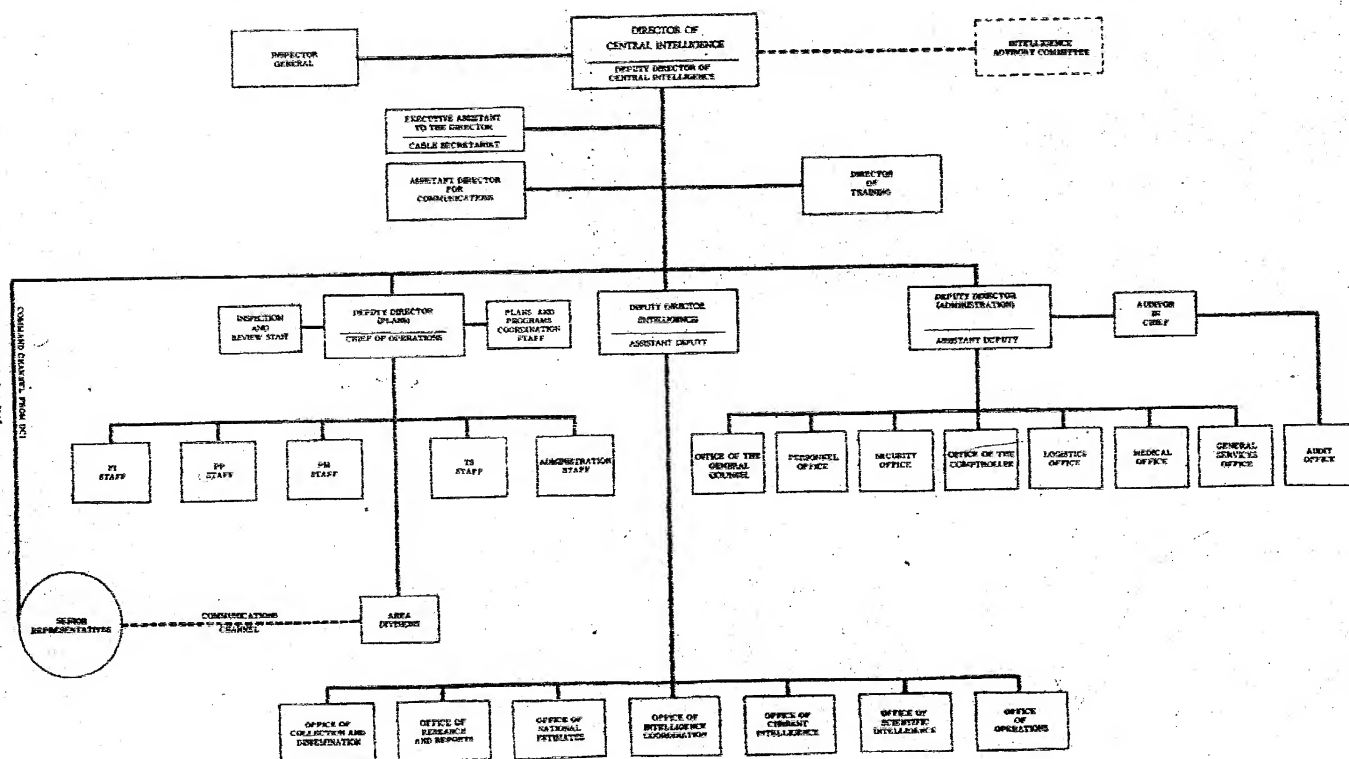 DIRECTOR OF
CENTRAL INTELLIGENCE
DEPUTY DIRECTOR OF
CENTRAL INTELLIGENCE
INSPECTOR
GENERAL
INTELLIGENCE
ADVISORY COMMITTEE
EXECUTIVE ASSISTANT
TO THE DIRECTOR
CABLE SECRETARIAT
ASSISTANT DIRECTOR
FOR
COMMUNICATIONS
DIRECTOR
OF
TRAINING
COMMAND CHANNEL FROM DCI
INSPECTION
AND
REVIEW STAFF
DEPUTY DIRECTOR
(PLANS)
CHIEF OF OPERATIONS
PLANS AND
PROGRAMS
COORDINATION
STAFF
DEPUTY DIRECTOR
INTELLIGENCE
ASSISTANT DEPUTY
DEPUTY DIRECTOR
(ADMINISTRATION)
ASSISTANT DEPUTY
AUDITOR
IN
CHIEF
FI
STAFF
PP
STAFF
PM
STAFF
TS
STAFF
ADMINISTRATION
STAFF
OFFICE OF THE
GENERAL
COUNSEL
PERSONNEL
OFFICE
SECURITY
OFFICE
OFFICE OF THE
COMPTROLLER
LOGISTICS
OFFICE
MEDICAL
OFFICE
GENERAL
SERVICES
OFFICE
AUDIT
OFFICE
SENIOR
REPRESENTATIVES
COMMUNICATIONS
CHANNEL
AREA
DIVISIONS
OFFICE OF
COLLECTION AND
DISSEMINATION
OFFICE OF
RESEARCH
AND REPORTS
OFFICE OF
NATIONAL
ESTIMATES
OFFICE OF
INTELLIGENCE
COORDINATION
OFFICE OF
CURRENT
INTELLIGENCE
OFFICE OF
SCIENTIFIC
INTELLIGENCE
OFFICE
OF
OPERATIONS